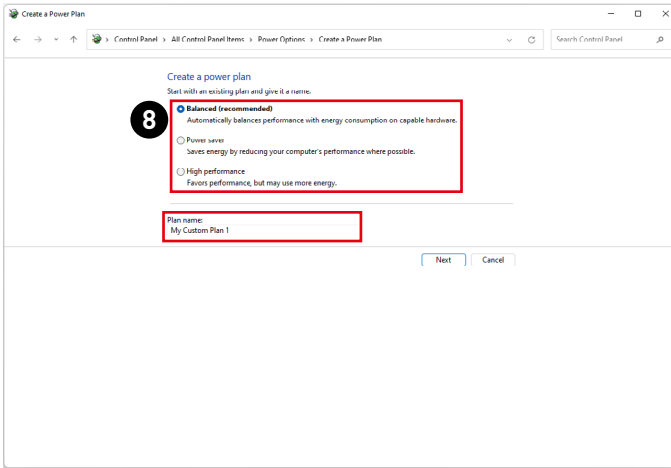 Create a Power Plan
Control Panel > All Control Panel Items > Power Options > Create a Power Plan
Search Control Panel
Create a power plan
Start with an existing plan and give it a name.
8
Balanced (recommended)
Automatically balances performance with energy consumption on capable hardware.
Power saver
Saves energy by reducing your computer's performance where possible.
High performance
Favors performance, but may use more energy.
Plan name:
My Custom Plan 1
Next Cancel